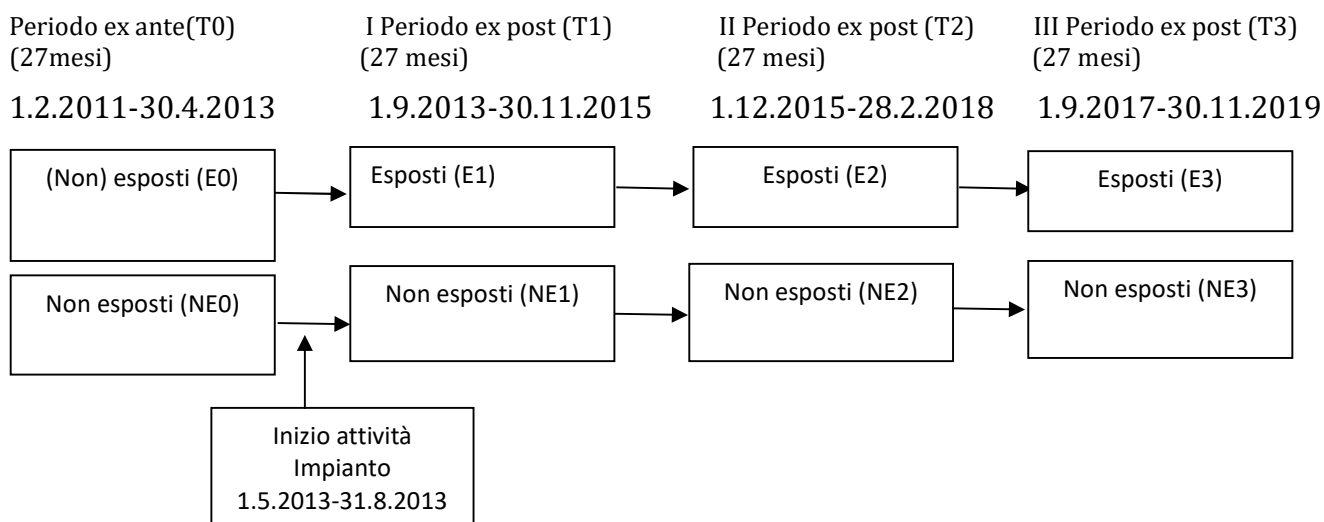 Periodo ex ante(T0)
(27mesi)
I Periodo ex post (T1)
(27 mesi)
II Periodo ex post (T2)
(27 mesi)
III Periodo ex post (T3)
(27 mesi)
1.2.2011-30.4.2013
1.9.2013-30.11.2015
1.12.2015-28.2.2018
1.9.2017-30.11.2019
(Non) esposti (E0)
Esposti (E1)
Esposti (E2)
Esposti (E3)
Non esposti (NE0)
Non esposti (NE1)
Non esposti (NE2)
Non esposti (NE3)
Inizio attività
Impianto
1.5.2013-31.8.2013